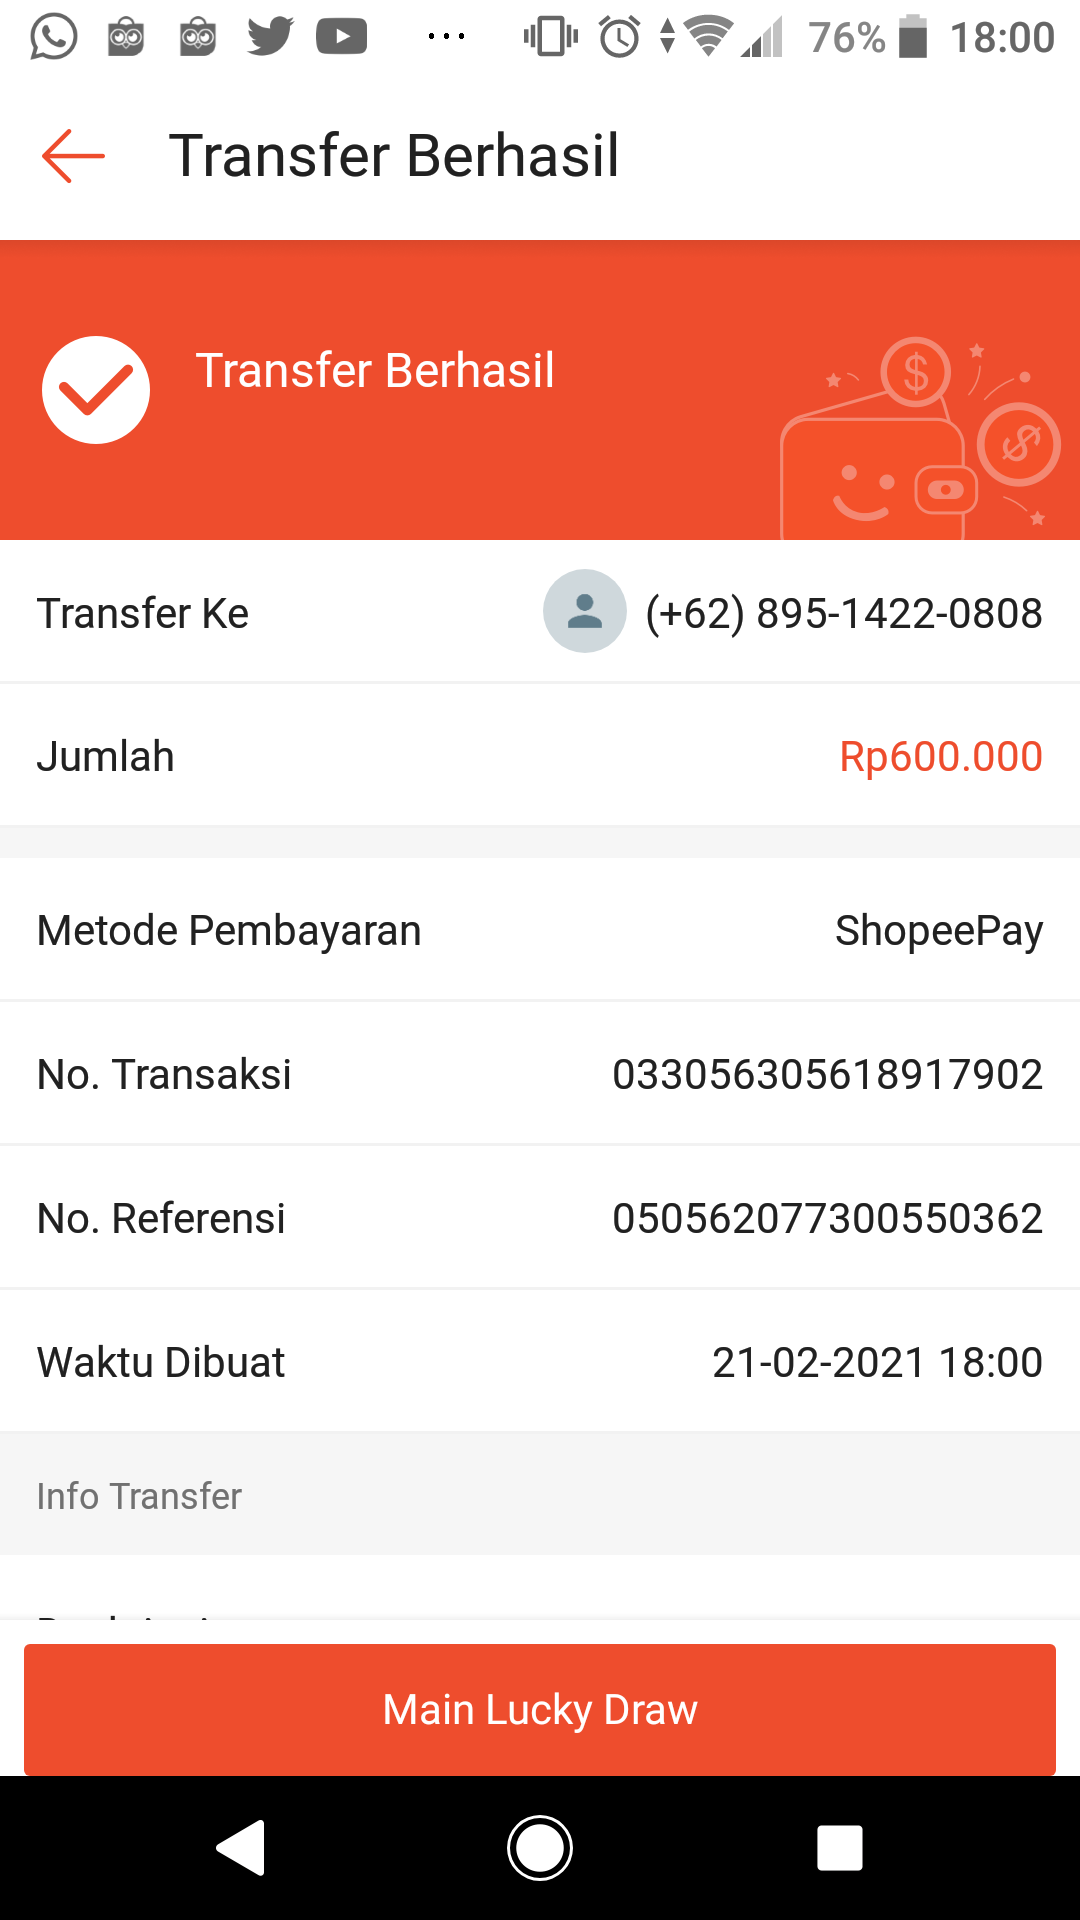 76% 18:00
Transfer Berhasil
Transfer Berhasil
Transfer Ke (+62) 895-1422-0808
Jumlah Rp600.000
Metode Pembayaran ShopeePay
No. Transaksi 033056305618917902
No. Referensi 050562077300550362
Waktu Dibuat 21-02-2021 18:00
Info Transfer
Main Lucky Draw